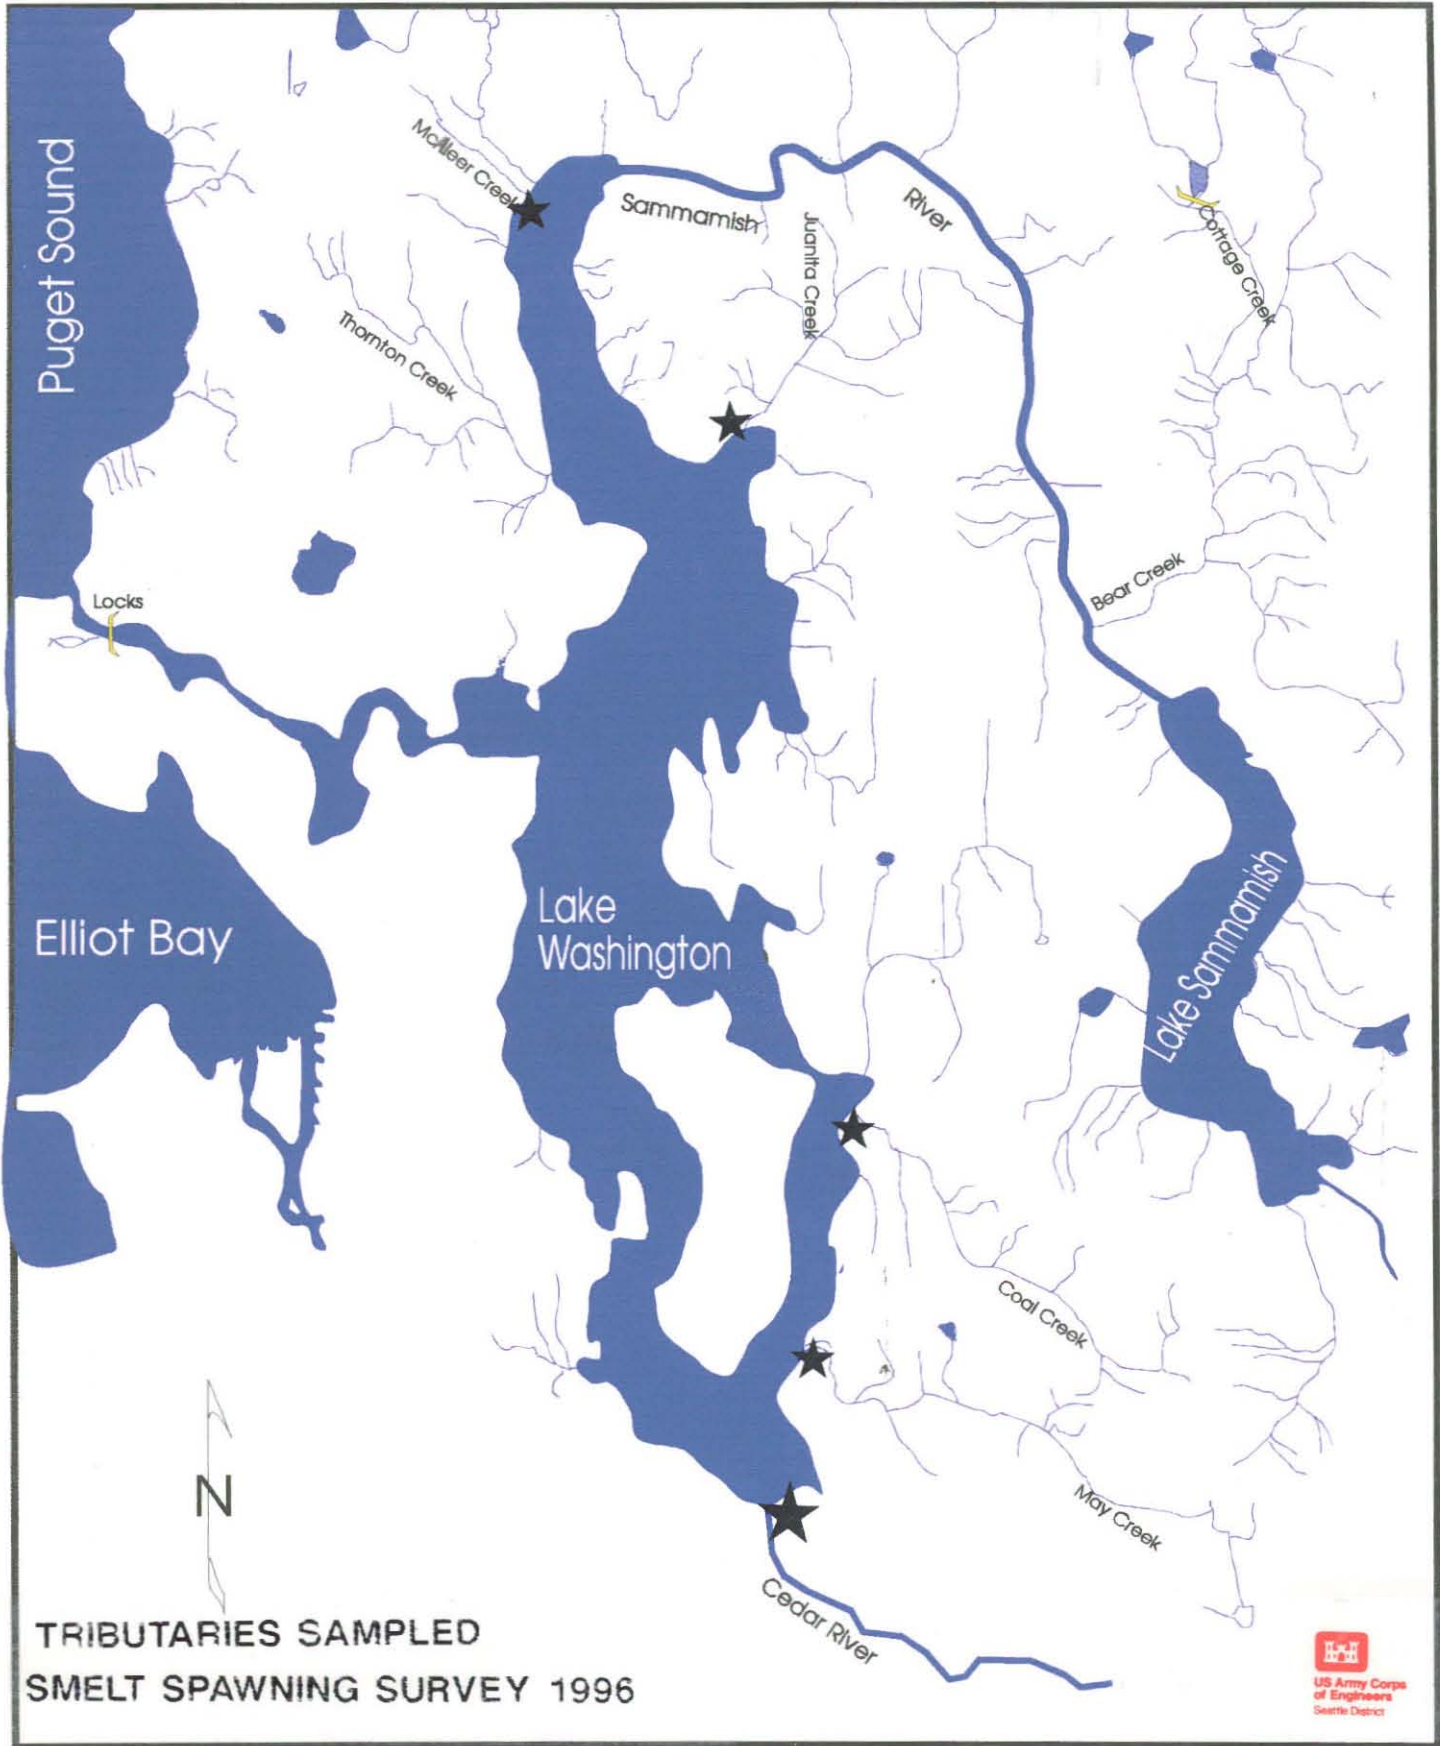 Puget Sound
McAleer Creek
Sammamish
River
Juanita Creek
Cottage Creek
Thornton Creek
Locks
Bear Creek
Elliot Bay
Lake
Washington
Lake Sammamish
Coal Creek
May Creek
Cedar River
N
TRIBUTARIES SAMPLED
SMELT SPAWNING SURVEY 1996
US Army Corps
of Engineers
Seattle District